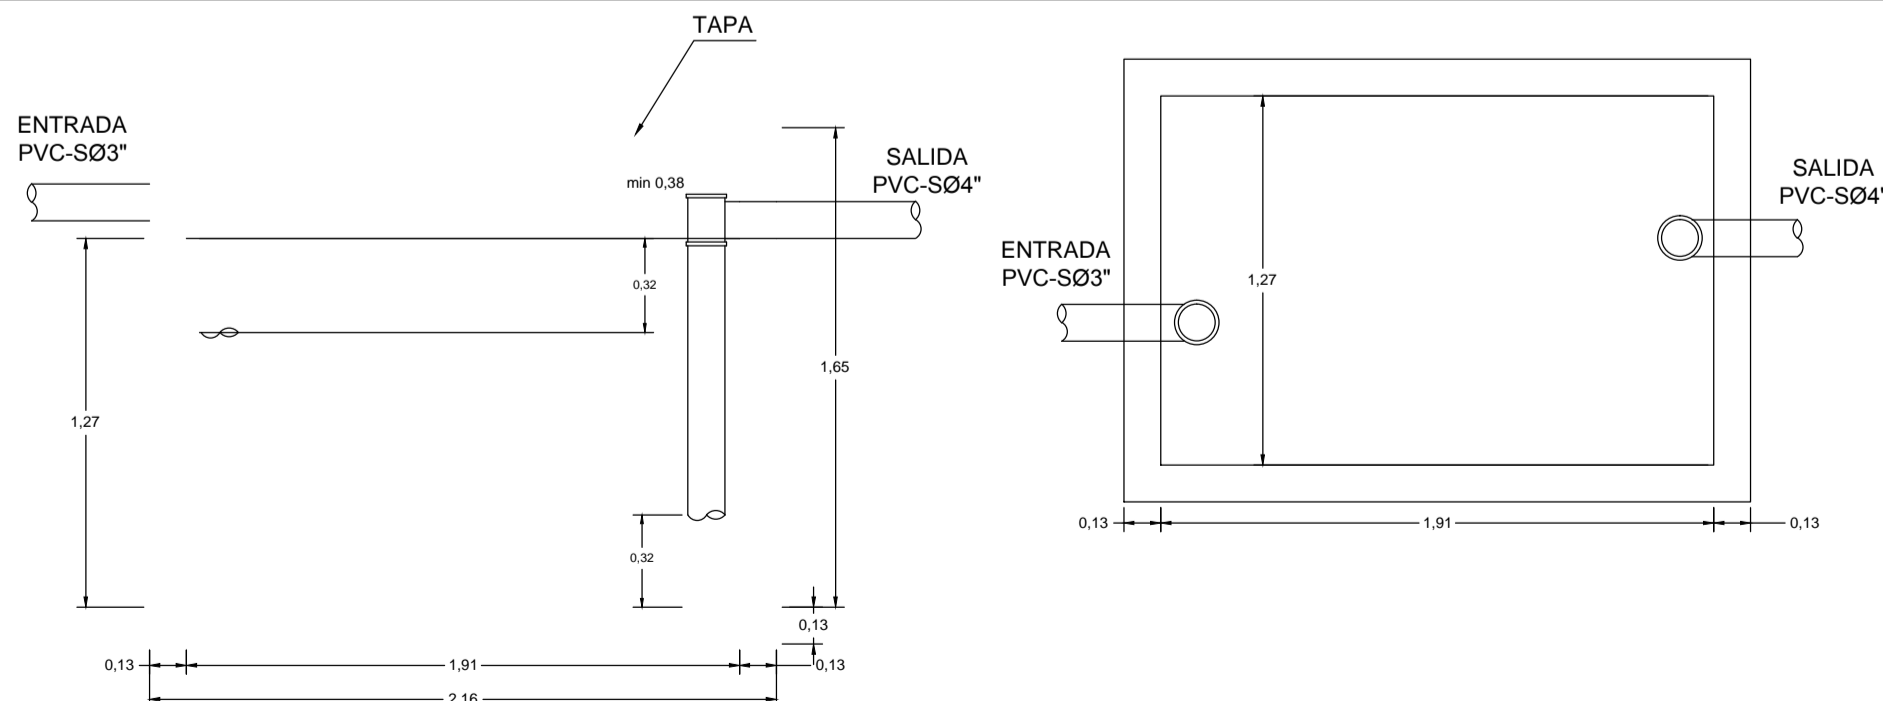 TAPA
ENTRADA
PVC-SØ3"
min 0,38
SALIDA
PVC-SØ4"
0,32
1,65
1,27
0,32
0,13
0,13
1,91
0,13
2,16
ENTRADA
PVC-SØ3"
1,27
SALIDA
PVC-SØ4"
0,13
1,91
0,13